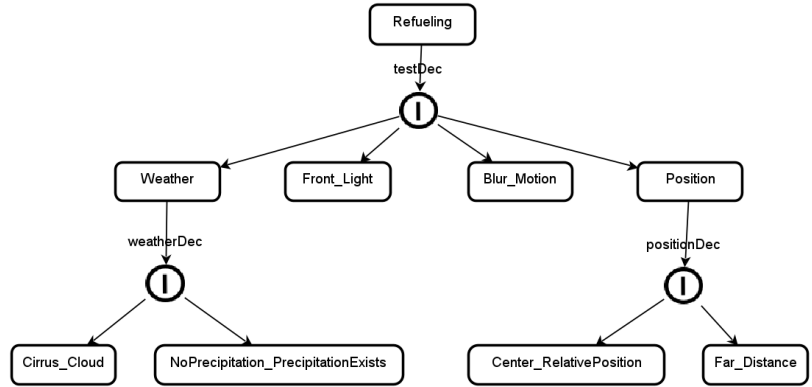 Refueling
testDec
I
Weather
Front_Light
Blur_Motion
Position
weatherDec
positionDec
I
I
Cirrus_Cloud
NoPrecipitation_PrecipitationExists
Center_RelativePosition
Far_Distance